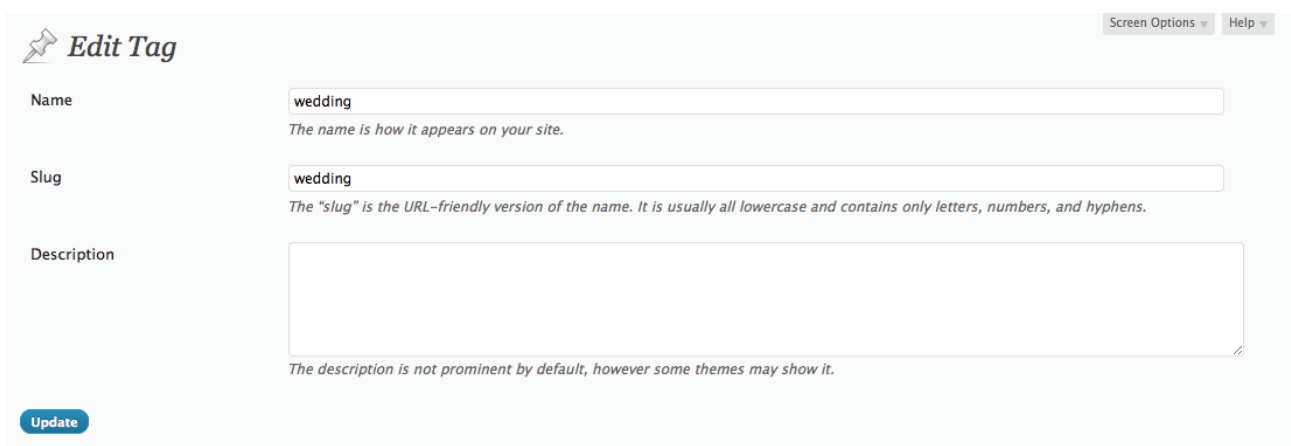 Screen Options Help
Edit Tag
Name
wedding
The name is how it appears on your site.
Slug
wedding
The “slug” is the URL-friendly version of the name. It is usually all lowercase and contains only letters, numbers, and hyphens.
Description
The description is not prominent by default, however some themes may show it.
Update